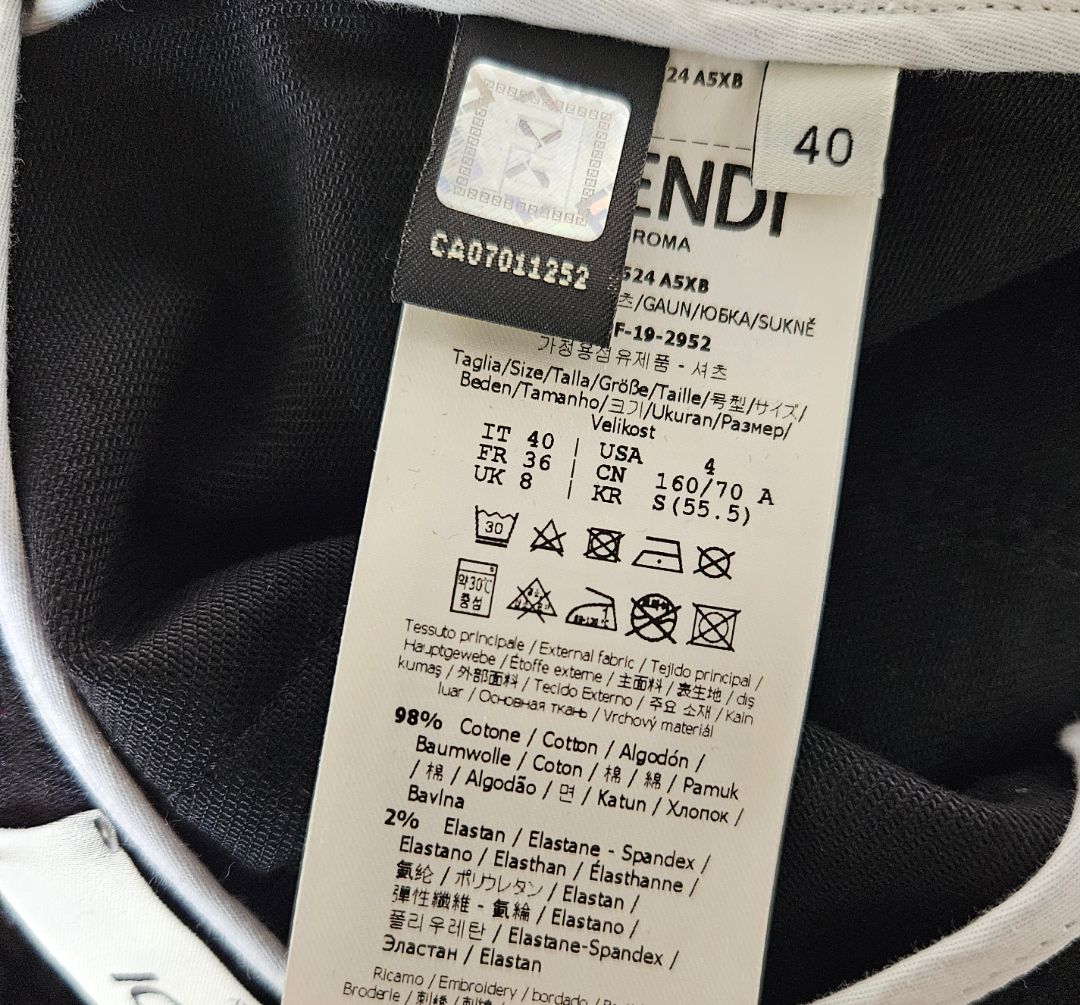 24 A5XB
40
ENDI
ROMA
CA07011252
524 A5XB
츠/GAUN/ЮБКА/SUKNĚ
F-19-2952
가정용섬유제품 - 셔츠
Taglia/Size/Talla/Größe/Taille/号型/サイズ/
Beden/Tamanho/크기/Ukuran/Размер/
Velikost
IT 40 | USA 4
FR 36 | CN 160/70 A
UK 8 | KR S(55.5)
30
약30℃
중성
Tessuto principale / External fabric / Tejido principal /
Hauptgewebe / Étoffe externe / 主面料 / 表生地 / dış
kumaş / 外部面料 / Tecido Externo / 주요 소재 / Kain
luar / Основная ткань / Vrchový materiál
98% Cotone / Cotton / Algodón /
Baumwolle / Coton / 棉 / 綿 / Pamuk
/ 棉 / Algodão / 면 / Katun / Хлопок /
Bavlna
2% Elastan / Elastane - Spandex /
Elastano / Elasthan / Élasthanne /
氨纶 / ポリウレタン / Elastan /
彈性纖維 - 氨綸 / Elastano /
폴리우레탄 / Elastane-Spandex /
Эластан / Elastan
Ricamo / Embroidery / bordado /
Broderie / 刺绣 / 刺繍